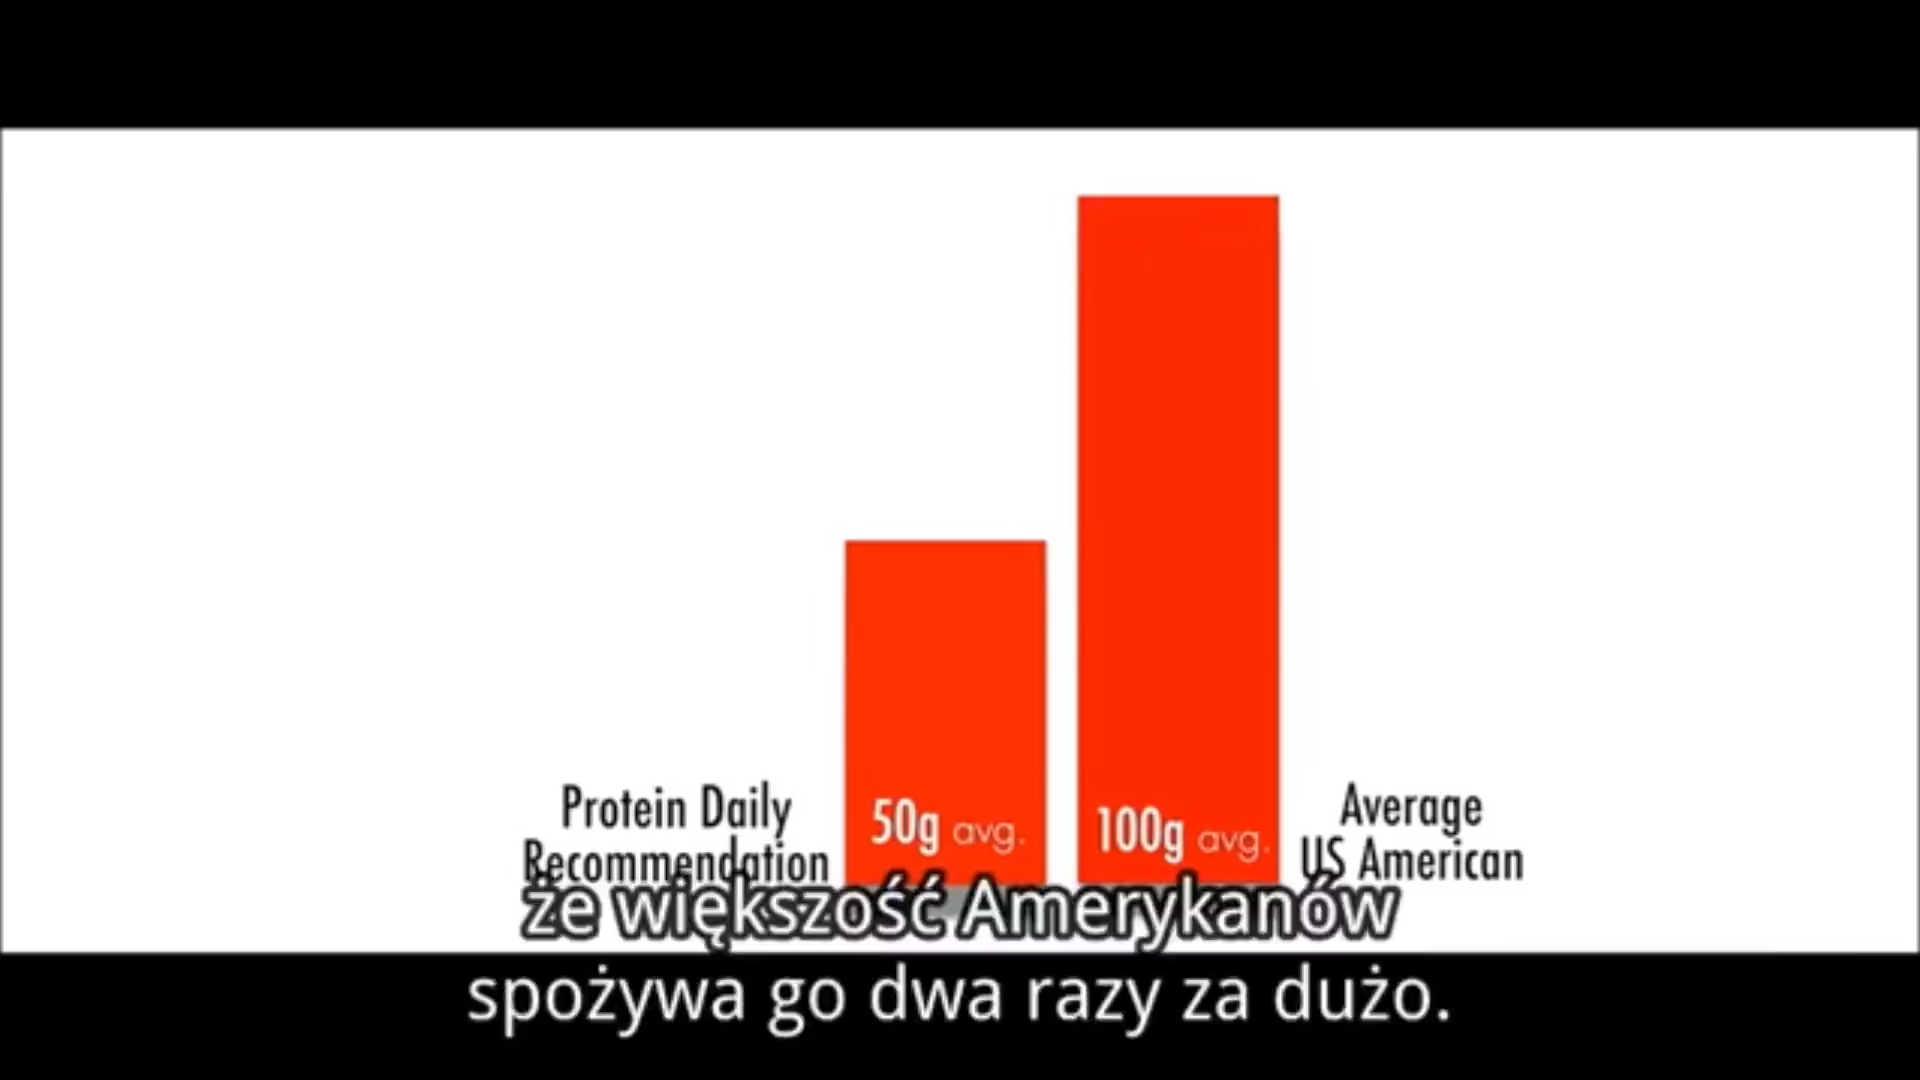 Protein Daily
Recommendation
50g avg.
100g avg.
Average
US American
że większość Amerykanów
spożywa go dwa razy za dużo.